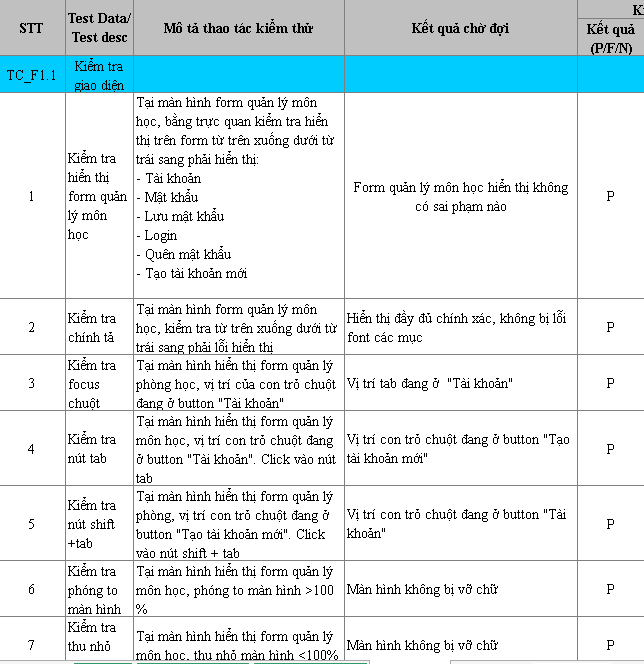 STT
Test Data/
Test desc
Mô tả thao tác kiểm thử
Kết quả chờ đợi
Kết quả
(P/F/N)
TC_F1.1
Kiểm tra
giao diện
1
Kiểm tra
hiển thị
form quản
lý môn
học
Tại màn hình form quản lý môn
học, bằng trực quan kiểm tra hiển
thị trên form từ trên xuống dưới từ
trái sang phải hiển thị:
- Tài khoản
- Mật khẩu
- Lưu mật khẩu
- Login
- Quên mật khẩu
- Tạo tài khoản mới
Form quản lý môn học hiển thị không
có sai phạm nào
P
2
Kiểm tra
chính tả
Tại màn hình form quản lý môn
học, kiểm tra từ trên xuống dưới từ
trái sang phải lỗi hiển thị
Hiển thị đầy đủ chính xác, không bị lỗi
font các mục
P
3
Kiểm tra
focus
chuột
Tại màn hình hiển thị form quản lý
phòng học, vị trí của con trỏ chuột
đang ở button "Tài khoản"
Vị trí tab đang ở "Tài khoản"
P
4
Kiểm tra
nút tab
Tại màn hình hiển thị form quản lý
môn học, vị trí con trỏ chuột đang
ở button "Tài khoản". Click vào nút
tab
Vị trí con trỏ chuột đang ở button "Tạo
tài khoản mới"
P
5
Kiểm tra
nút shift
+tab
Tại màn hình hiển thị form quản lý
phòng, vị trí con trỏ chuột đang ở
button "Tạo tài khoản mới". Click
vào nút shift + tab
Vị trí con trỏ chuột đang ở button "Tài
khoản"
P
6
Kiểm tra
phóng to
màn hình
Tại màn hình hiển thị form quản lý
môn học, phóng to màn hình >100
%
Màn hình không bị vỡ chữ
P
7
Kiểm tra
thu nhỏ
Tại màn hình hiển thị form quản lý
môn học, thu nhỏ màn hình <100%
Màn hình không bị vỡ chữ
P